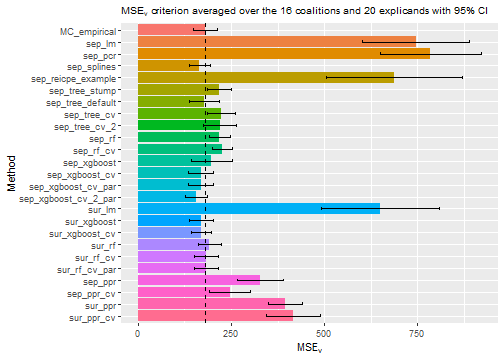 MSEᵥ criterion averaged over the 16 coalitions and 20 explicands with 95% CI
Method
MC_empirical
sep_lm
sep_pcr
sep_splines
sep_reicpe_example
sep_tree_stump
sep_tree_default
sep_tree_cv
sep_tree_cv_2
sep_rf
sep_rf_cv
sep_xgboost
sep_xgboost_cv
sep_xgboost_cv_par
sep_xgboost_cv_2_par
sur_lm
sur_xgboost
sur_xgboost_cv
sur_rf
sur_rf_cv
sur_rf_cv_par
sep_ppr
sep_ppr_cv
sur_ppr
sur_ppr_cv
0 250 500 750
MSEᵥ